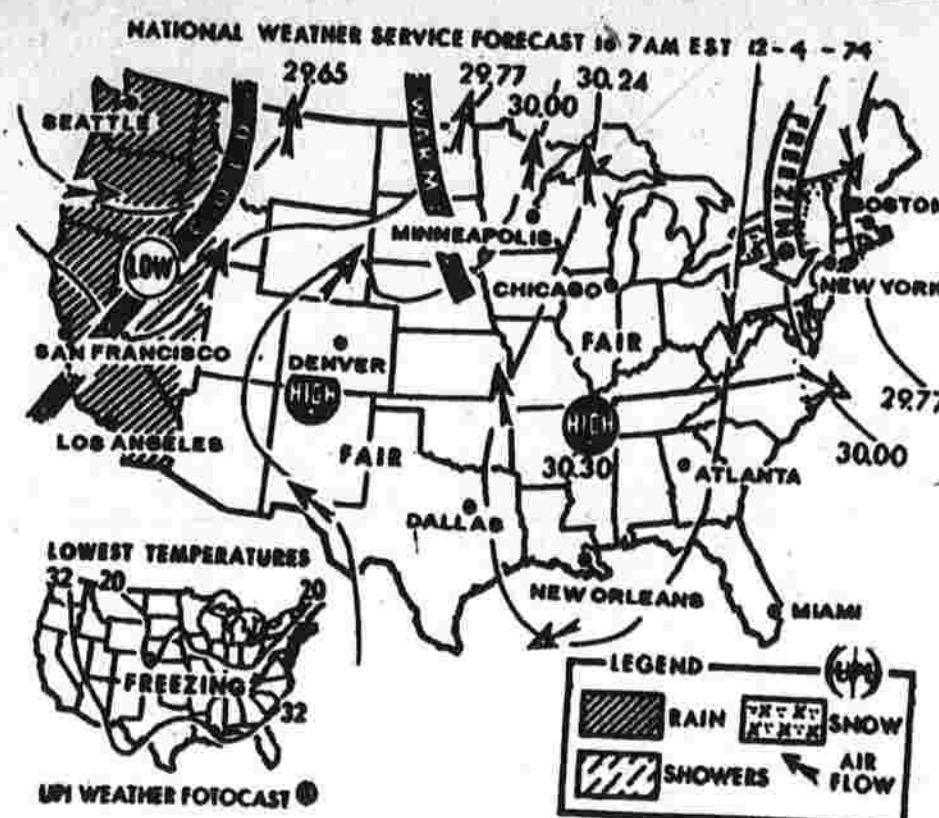 NATIONAL WEATHER SERVICE FORECAST to 7AM EST 12-4-74
29.65
29.77
30.00
30.24
SEATTLE
COLD
WARM
FREEZING
BOSTON
MINNEAPOLIS
LOW
CHICAGO
NEW YORK
SAN FRANCISCO
DENVER
FAIR
HIGH
HIGH
29.77
LOS ANGELES
FAIR
30.30
30.00
ATLANTA
DALLAS
LOWEST TEMPERATURES
32
20
20
NEW ORLEANS
MIAMI
FREEZING
32
LEGEND
UPI
RAIN
SNOW
SHOWERS
AIR
FLOW
UPI WEATHER FOTOCAST